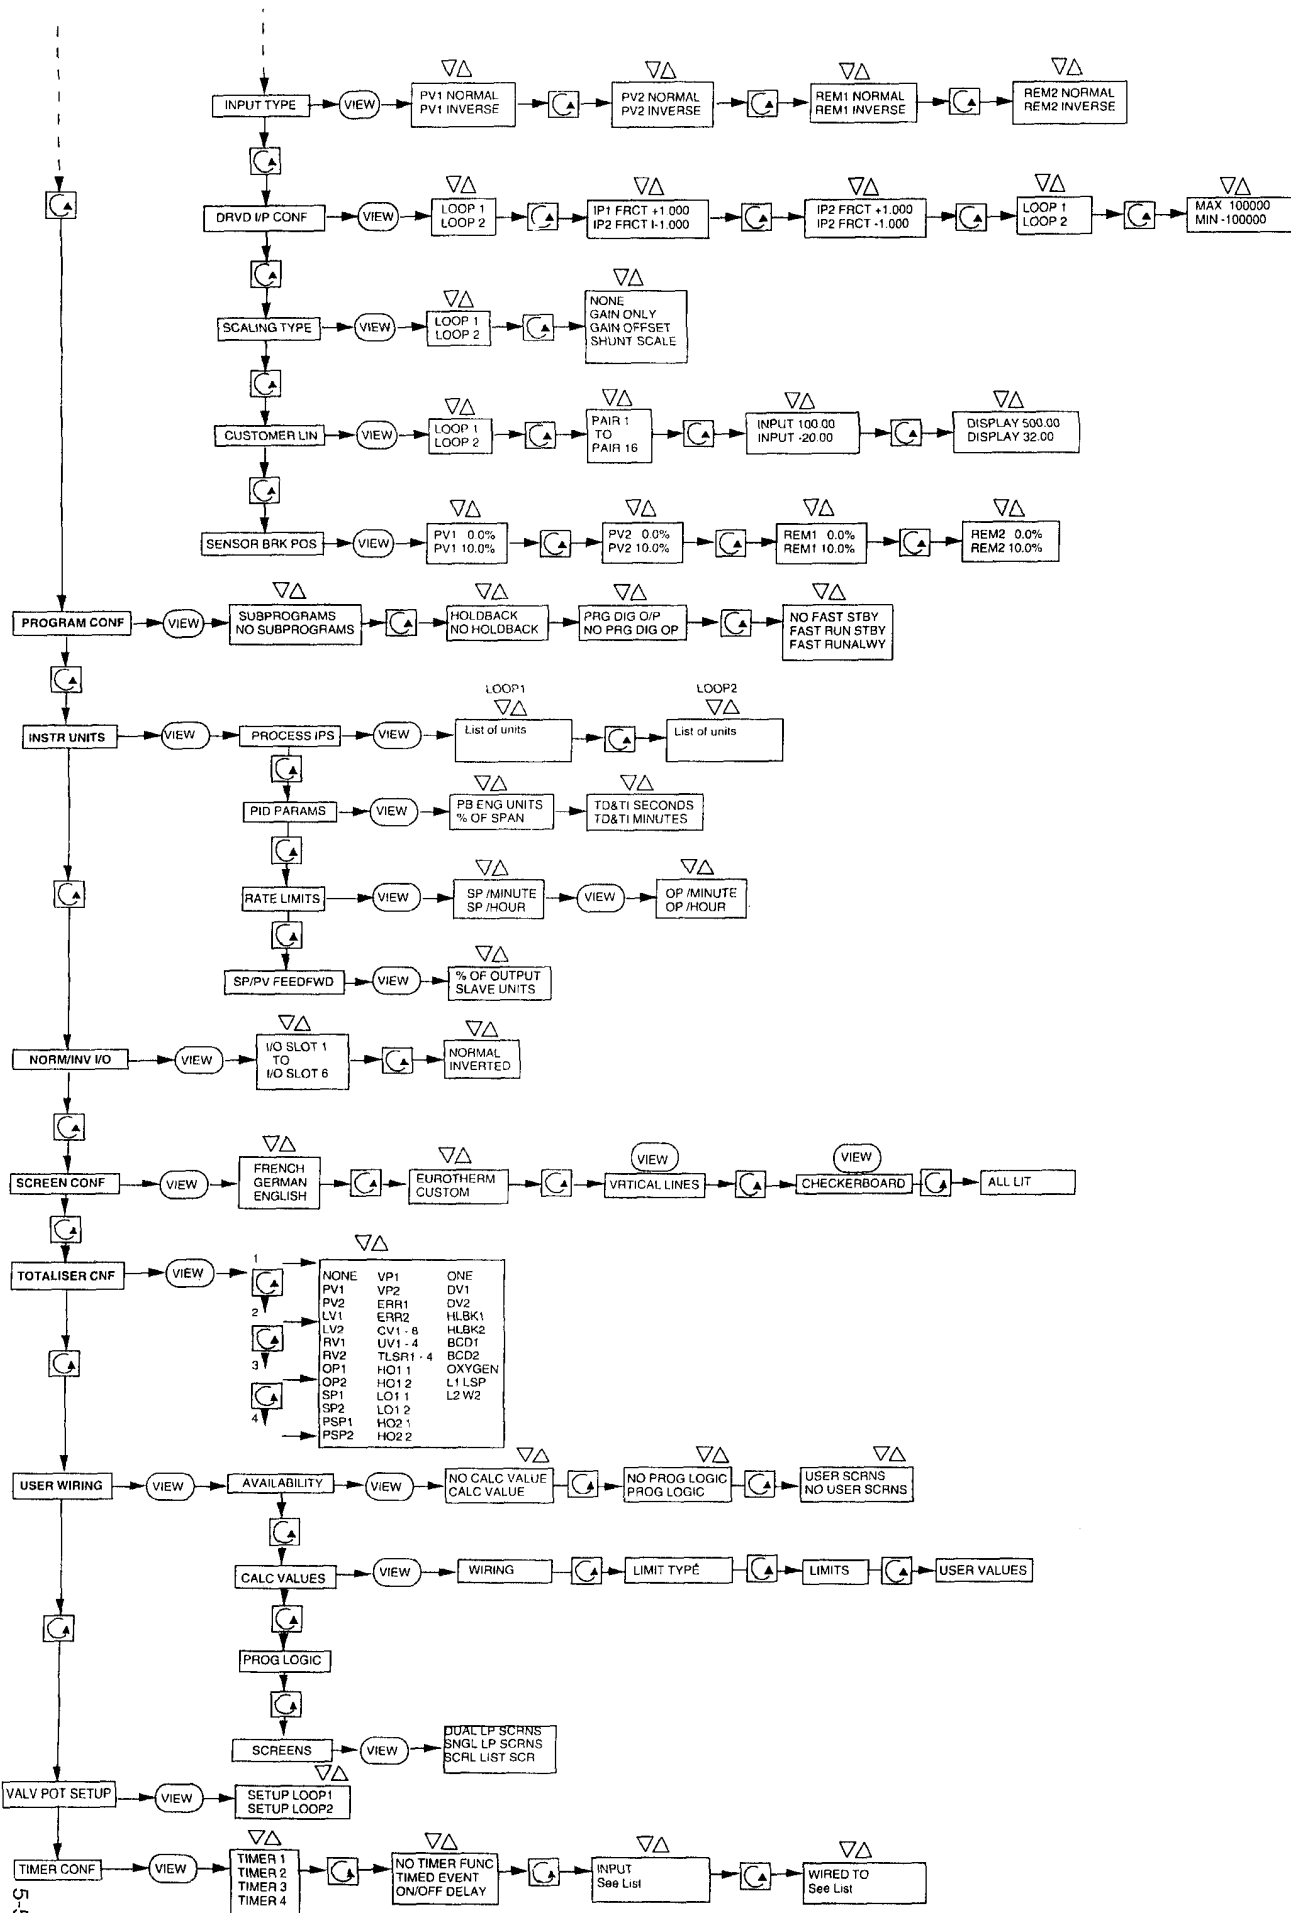 INPUT TYPE
VIEW
PV1 NORMAL
PV1 INVERSE
PV2 NORMAL
PV2 INVERSE
REM1 NORMAL
REM1 INVERSE
REM2 NORMAL
REM2 INVERSE
DRVD I/P CONF
VIEW
LOOP 1
LOOP 2
IP1 FRCT +1.000
IP2 FRCT I-1.000
IP2 FRCT +1.000
IP2 FRCT -1.000
LOOP 1
LOOP 2
MAX 100000
MIN -100000
SCALING TYPE
VIEW
LOOP 1
LOOP 2
NONE
GAIN ONLY
GAIN OFFSET
SHUNT SCALE
CUSTOMER LIN
VIEW
LOOP 1
LOOP 2
PAIR 1
TO
PAIR 16
INPUT 100.00
INPUT -20.00
DISPLAY 500.00
DISPLAY 32.00
SENSOR BRK POS
VIEW
PV1 0.0%
PV1 10.0%
PV2 0.0%
PV2 10.0%
REM1 0.0%
REM1 10.0%
REM2 0.0%
REM2 10.0%
PROGRAM CONF
VIEW
SUBPROGRAMS
NO SUBPROGRAMS
HOLDBACK
NO HOLDBACK
PRG DIG O/P
NO PRG DIG OP
NO FAST STBY
FAST RUN STBY
FAST RUNALWY
INSTR UNITS
VIEW
PROCESS IPS
VIEW
LOOP1
List of units
LOOP2
List of units
PID PARAMS
VIEW
PB ENG UNITS
% OF SPAN
TD&TI SECONDS
TD&TI MINUTES
RATE LIMITS
VIEW
SP /MINUTE
SP /HOUR
VIEW
OP /MINUTE
OP /HOUR
SP/PV FEEDFWD
VIEW
% OF OUTPUT
SLAVE UNITS
NORM/INV I/O
VIEW
I/O SLOT 1
TO
I/O SLOT 6
NORMAL
INVERTED
SCREEN CONF
VIEW
FRENCH
GERMAN
ENGLISH
EUROTHERM
CUSTOM
VIEW
VRTICAL LINES
VIEW
CHECKERBOARD
ALL LIT
TOTALISER CNF
VIEW
1
2
3
4
NONE VP1 ONE
PV1 VP2 DV1
PV2 ERR1 DV2
LV1 ERR2 HLBK1
LV2 CV1 - 8 HLBK2
RV1 UV1 - 4 BCD1
RV2 TLSR1 - 4 BCD2
OP1 HO1 1 OXYGEN
OP2 HO1 2 L1 LSP
SP1 LO1 1 L2 W2
SP2 LO1 2
PSP1 HO2 1
PSP2 HO2 2
USER WIRING
VIEW
AVAILABILITY
VIEW
NO CALC VALUE
CALC VALUE
NO PROG LOGIC
PROG LOGIC
USER SCRNS
NO USER SCRNS
CALC VALUES
VIEW
WIRING
LIMIT TYPE
LIMITS
USER VALUES
PROG LOGIC
SCREENS
VIEW
DUAL LP SCRNS
SNGL LP SCRNS
SCRL LIST SCR
VALV POT SETUP
VIEW
SETUP LOOP1
SETUP LOOP2
TIMER CONF
VIEW
TIMER 1
TIMER 2
TIMER 3
TIMER 4
NO TIMER FUNC
TIMED EVENT
ON/OFF DELAY
INPUT
See List
WIRED TO
See List